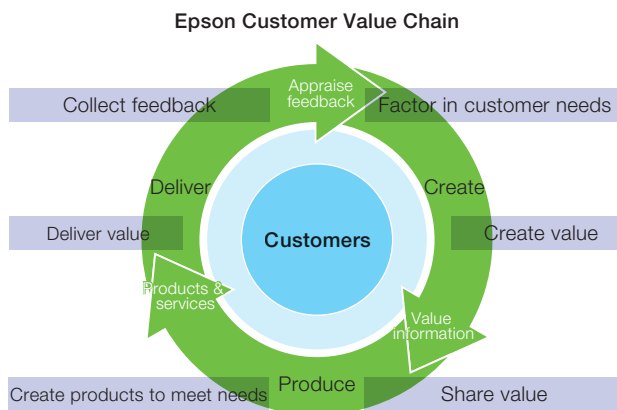 Epson Customer Value Chain
Appraise
feedback
Collect feedback
Factor in customer needs
Deliver
Create
Customers
Deliver value
Create value
Products &
services
Value
information
Produce
Create products to meet needs
Share value